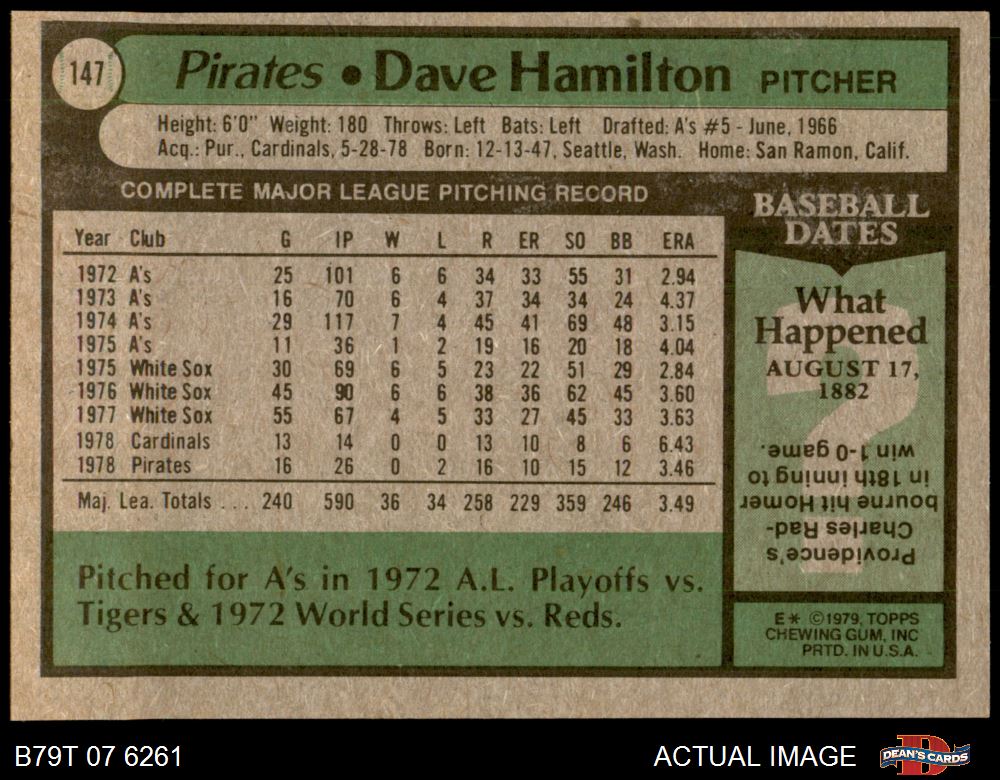 147
Pirates • Dave Hamilton PITCHER
Height: 6'0" Weight: 180 Throws: Left Bats: Left Drafted: A's #5 - June, 1966
Acq.: Pur., Cardinals, 5-28-78 Born: 12-13-47, Seattle, Wash. Home: San Ramon, Calif.
COMPLETE MAJOR LEAGUE PITCHING RECORD
Year Club G IP W L R ER SO BB ERA
1972 A's 25 101 6 6 34 33 55 31 2.94
1973 A's 16 70 6 4 37 34 34 24 4.37
1974 A's 29 117 7 4 45 41 69 48 3.15
1975 A's 11 36 1 2 19 16 20 18 4.04
1975 White Sox 30 69 6 5 23 22 51 29 2.84
1976 White Sox 45 90 6 6 38 36 62 45 3.60
1977 White Sox 55 67 4 5 33 27 45 33 3.63
1978 Cardinals 13 14 0 0 13 10 8 6 6.43
1978 Pirates 16 26 0 2 16 10 15 12 3.46
Maj. Lea. Totals . . . 240 590 36 34 258 229 359 246 3.49
Pitched for A's in 1972 A.L. Playoffs vs.
Tigers & 1972 World Series vs. Reds.
BASEBALL
DATES
What
Happened
AUGUST 17,
1882
?
Providence's
Charles Rad-
bourne hit Homer
in 18th inning to
win 1-0 game.
E* ©1979, TOPPS
CHEWING GUM, INC
PRTD. IN U.S.A.
B79T 07 6261
ACTUAL IMAGE
D
DEAN'S CARDS